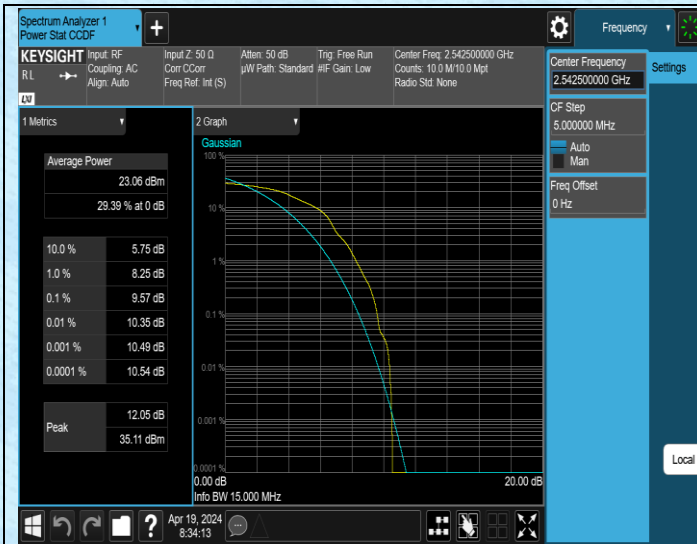 Spectrum Analyzer 1
Power Stat CCDF
Frequency
KEYSIGHT
RL
LXI
Input: RF
Coupling: AC
Align: Auto
Input Z: 50 Ω
Corr CCorr
Freq Ref: Int (S)
Atten: 50 dB
µW Path: Standard
Trig: Free Run
#IF Gain: Low
Center Freq: 2.542500000 GHz
Counts: 10.0 M/10.0 Mpt
Radio Std: None
Center Frequency
2.542500000 GHz
Settings
CF Step
5.000000 MHz
Auto
Man
Freq Offset
0 Hz
1 Metrics
Average Power
23.06 dBm
29.39 % at 0 dB
10.0 % 5.75 dB
1.0 % 8.25 dB
0.1 % 9.57 dB
0.01 % 10.35 dB
0.001 % 10.49 dB
0.0001 % 10.54 dB
Peak
12.05 dB
35.11 dBm
2 Graph
Gaussian
100 %
10 %
1 %
0.1 %
0.01 %
0.001 %
0.0001 %
0.00 dB 20.00 dB
Info BW 15.000 MHz
Local
?
Apr 19, 2024
8:34:13